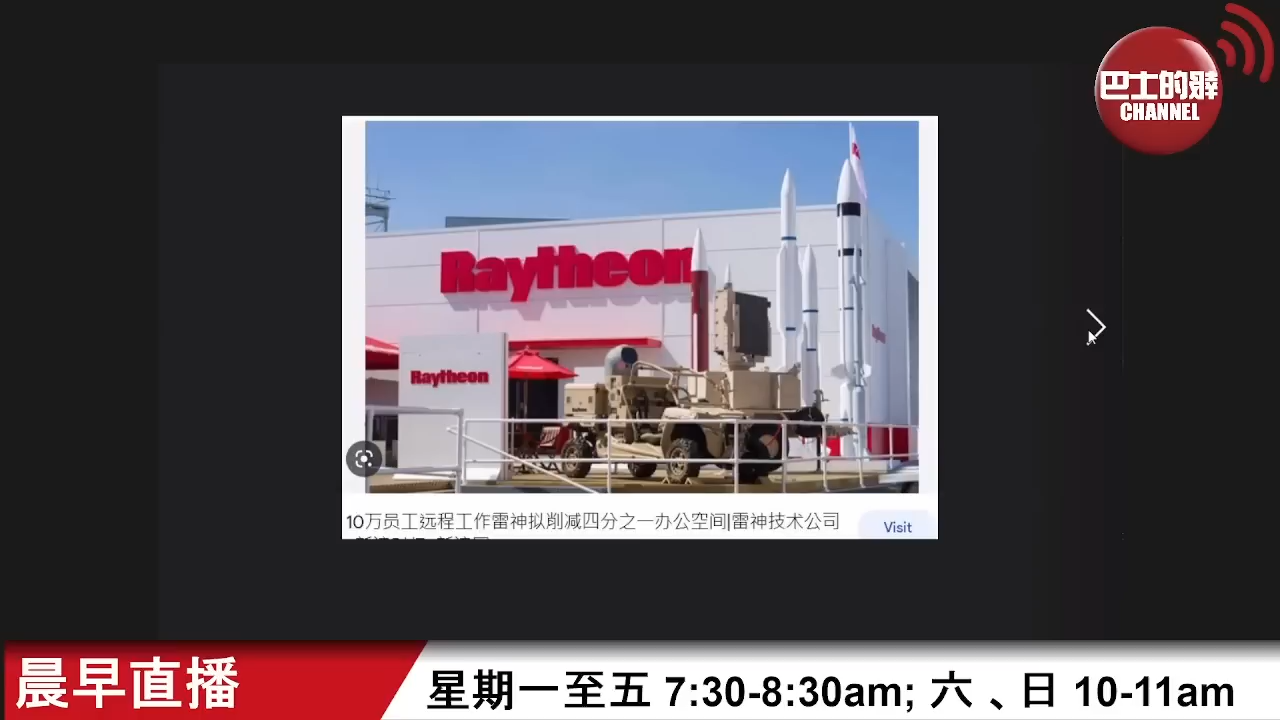 巴士的報
CHANNEL
Raytheon
Raytheon
10万员工远程工作雷神拟削减四分之一办公空间|雷神技术公司
Visit
晨早直播
星期一至五 7:30-8:30am; 六、日 10-11am